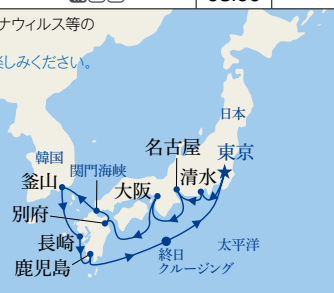 ナウィルス等の
楽しみください。
日本
名古屋
東京
韓国
関門海峡
清水
釜山
大阪
別府
長崎
太平洋
終日
クルージング
鹿児島